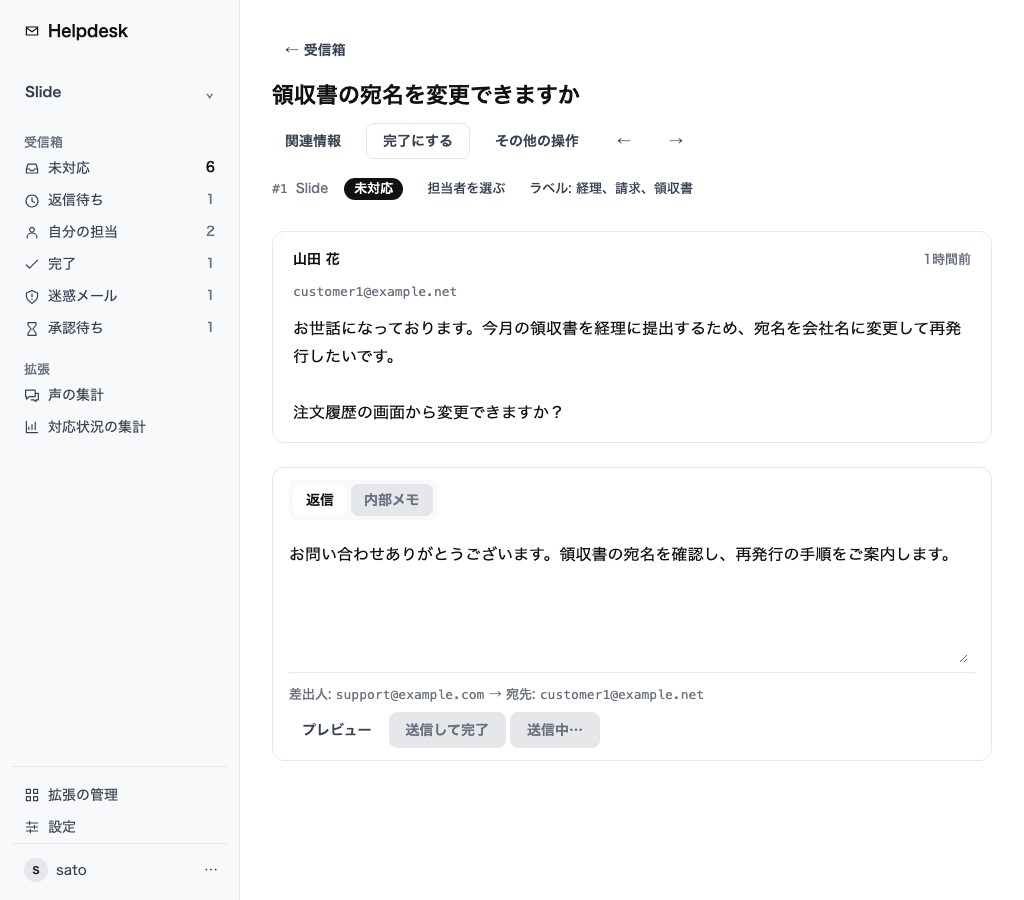 Helpdesk
Slide
受信箱
未対応 6
返信待ち 1
自分の担当 2
完了 1
迷惑メール 1
承認待ち 1
拡張
声の集計
対応状況の集計
拡張の管理
設定
S sato ⋯
← 受信箱
領収書の宛名を変更できますか
関連情報 完了にする その他の操作 ← →
#1 Slide 未対応 担当者を選ぶ ラベル: 経理、請求、領収書
山田 花 1時間前
customer1@example.net
お世話になっております。今月の領収書を経理に提出するため、宛名を会社名に変更して再発
行したいです。
注文履歴の画面から変更できますか？
返信 内部メモ
お問い合わせありがとうございます。領収書の宛名を確認し、再発行の手順をご案内します。
差出人: support@example.com → 宛先: customer1@example.net
プレビュー 送信して完了 送信中…